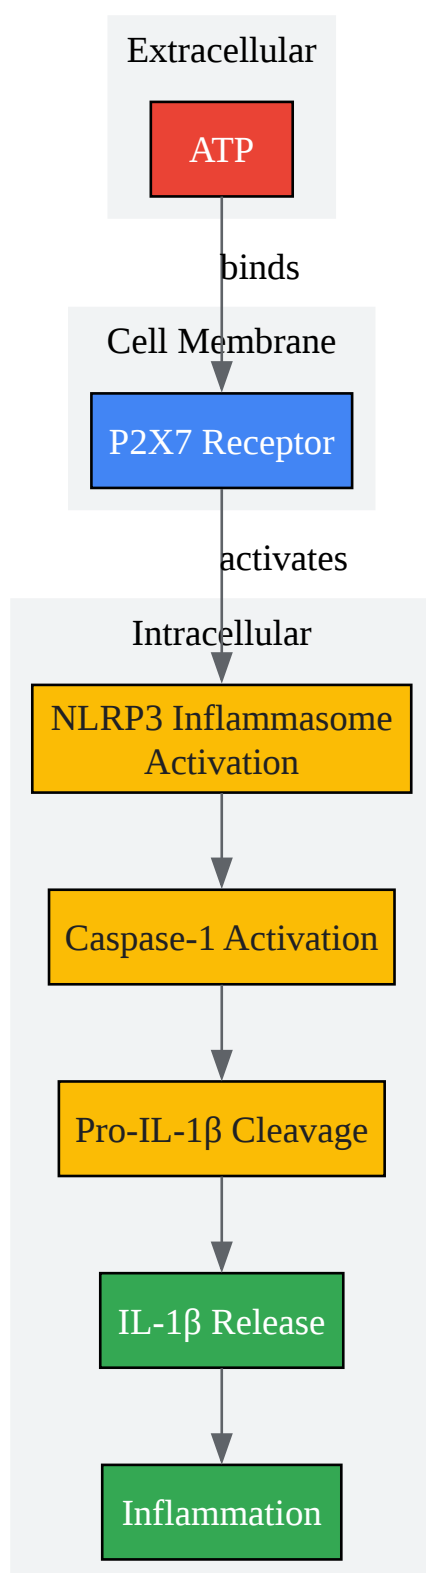 Extracellular
ATP
binds
Cell Membrane
P2X7 Receptor
activates
Intracellular
NLRP3 Inflammasome
Activation
Caspase-1 Activation
Pro-IL-1β Cleavage
IL-1β Release
Inflammation